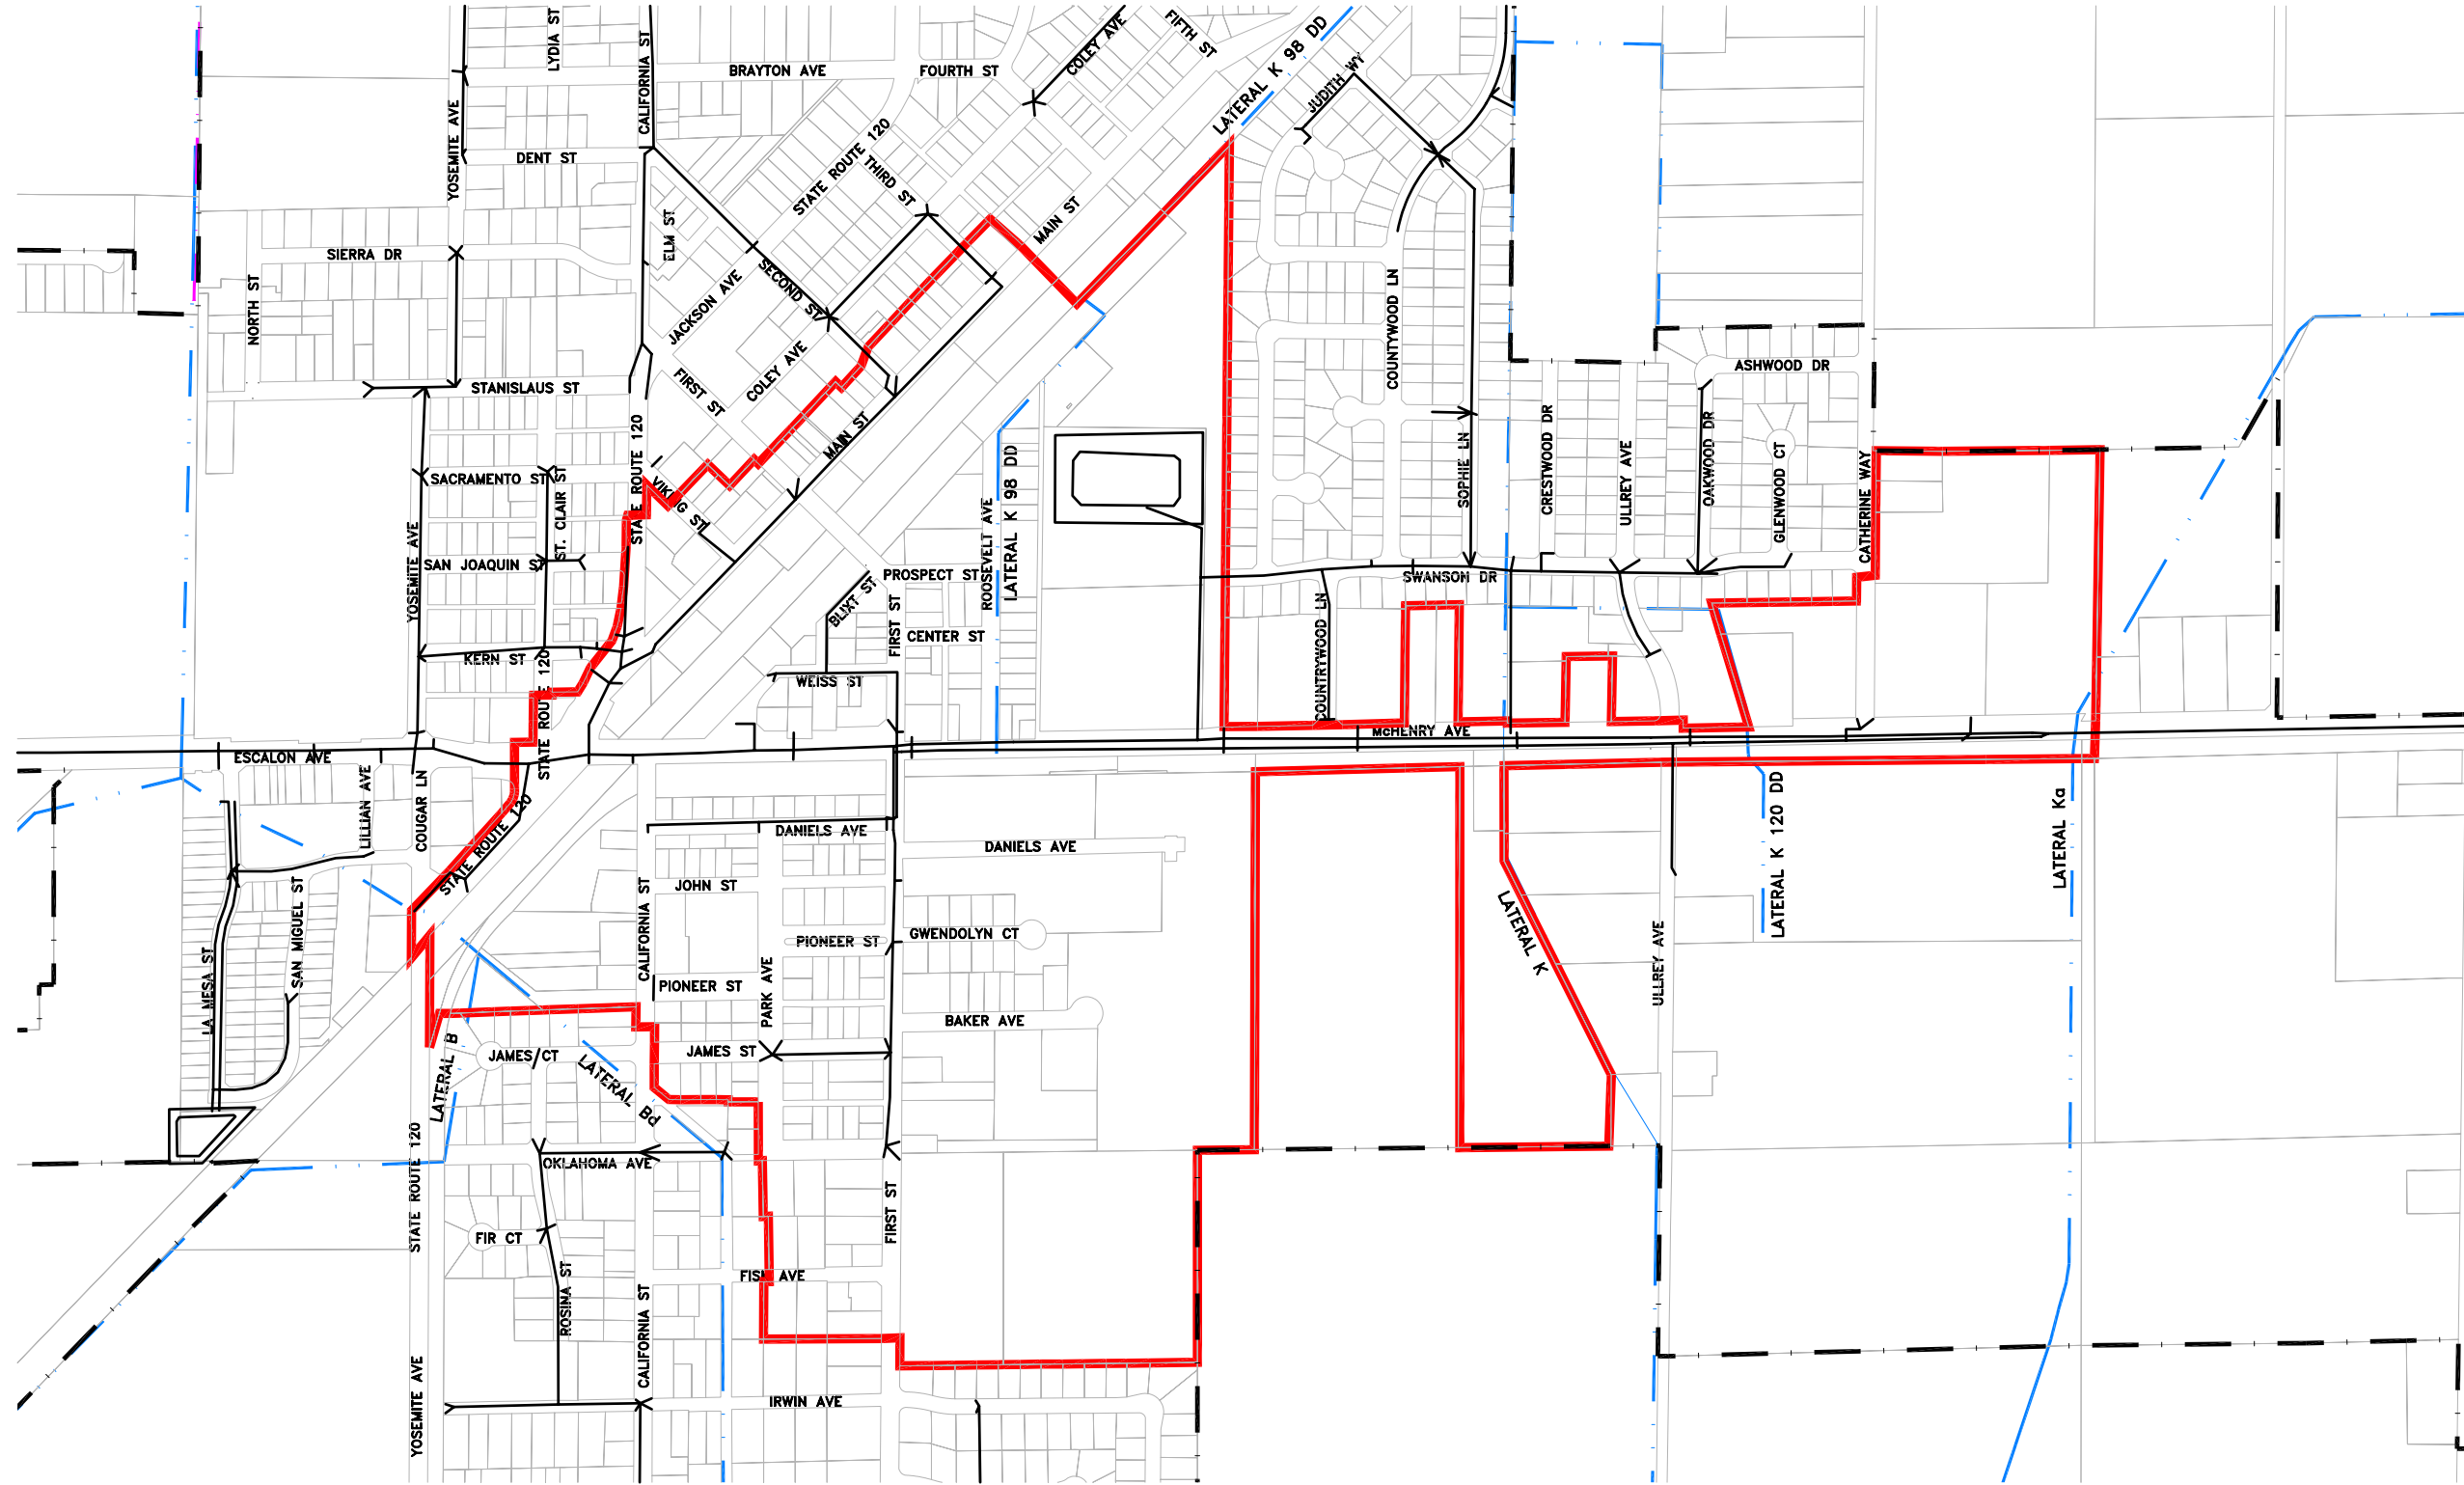 LYDIA ST
CALIFORNIA ST
BRAYTON AVE
FOURTH ST
COLEY AVE
FIFTH ST
LATERAL K 98 DD
JUDITH WY
YOSEMITE AVE
DENT ST
STATE ROUTE 120
THIRD ST
MAIN ST
ELM ST
SIERRA DR
NORTH ST
JACKSON AVE
SECOND ST
COUNTYWOOD LN
STANISLAUS ST
FIRST ST
COLEY AVE
MAIN ST
ASHWOOD DR
STATE ROUTE 120
SACRAMENTO ST
ST. CLAIR ST
VIKING ST
ROOSEVELT AVE
LATERAL K 98 DD
SOPHIE LN
CRESTWOOD DR
ULLREY AVE
OAKWOOD DR
GLENWOOD CT
CATHERINE WAY
YOSEMITE AVE
SAN JOAQUIN ST
PROSPECT ST
SWANSON DR
BLIXT ST
FIRST ST
CENTER ST
COUNTRYWOOD LN
KERN ST
STATE ROUTE 120
WEISS ST
McHENRY AVE
ESCALON AVE
LILLIAN AVE
COUGAR LN
STATE ROUTE 120
DANIELS AVE
DANIELS AVE
LATERAL K 120 DD
LATERAL Ka
JOHN ST
CALIFORNIA ST
LATERAL K
ULLREY AVE
LA MESA ST
SAN MIGUEL ST
PIONEER ST
GWENDOLYN CT
PIONEER ST
PARK AVE
BAKER AVE
JAMES CT
JAMES ST
LATERAL B
LATERAL Bd
STATE ROUTE 120
OKLAHOMA AVE
FIRST ST
FIR CT
ROSINA ST
FISK AVE
CALIFORNIA ST
YOSEMITE AVE
IRWIN AVE